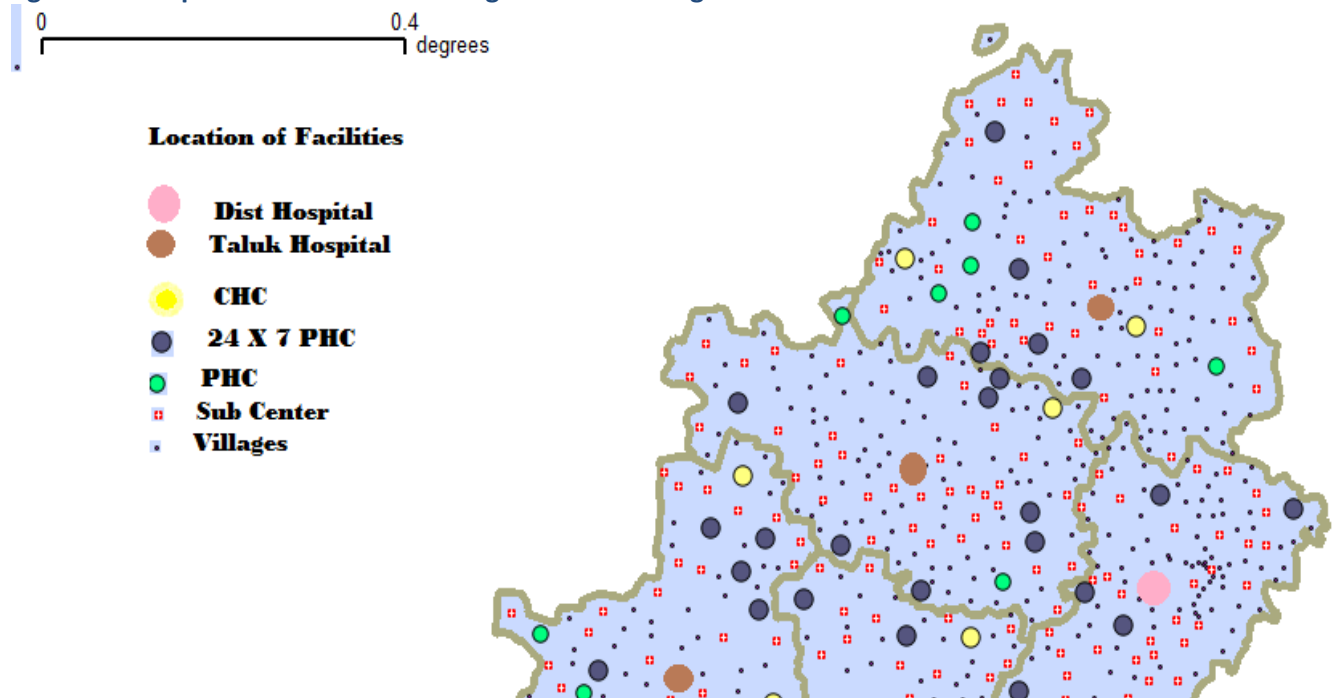 0 0.4
degrees
Location of Facilities
Dist Hospital
Taluk Hospital
CHC
24 X 7 PHC
PHC
Sub Center
Villages